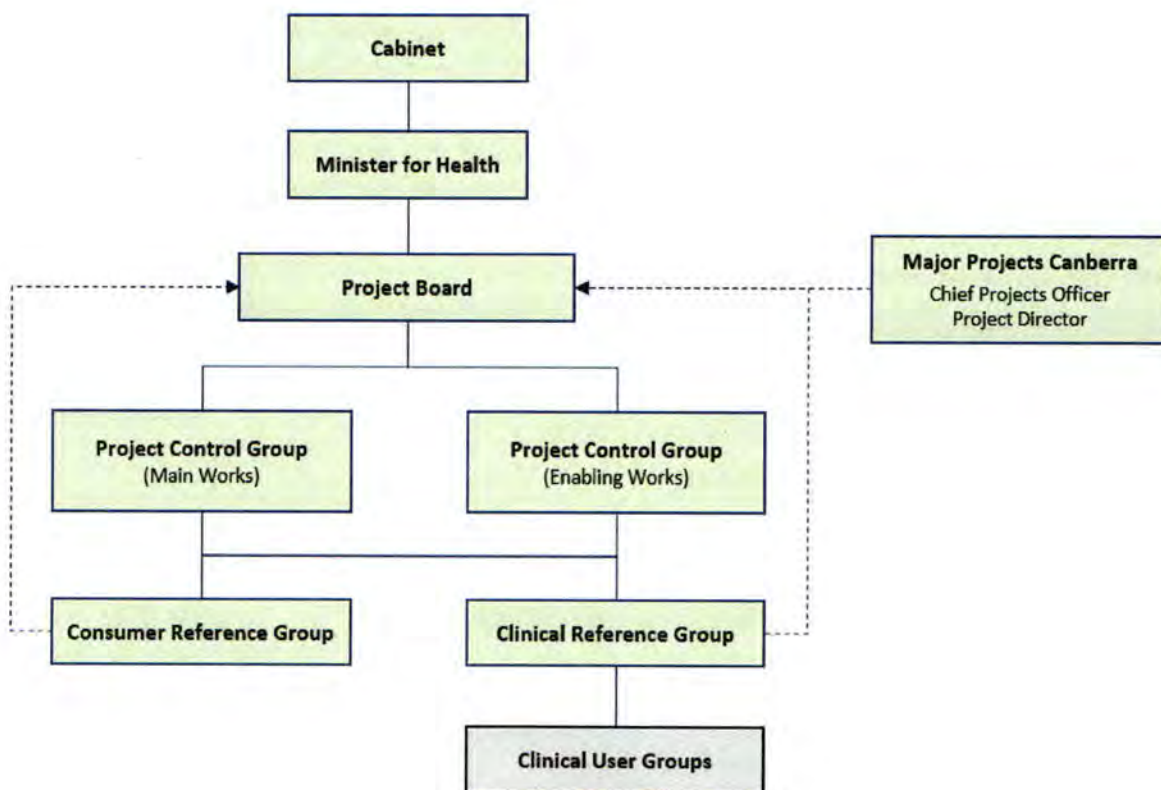 Cabinet
Minister for Health
Project Board
Major Projects Canberra
Chief Projects Officer
Project Director
Project Control Group
(Main Works)
Project Control Group
(Enabling Works)
Consumer Reference Group
Clinical Reference Group
Clinical User Groups